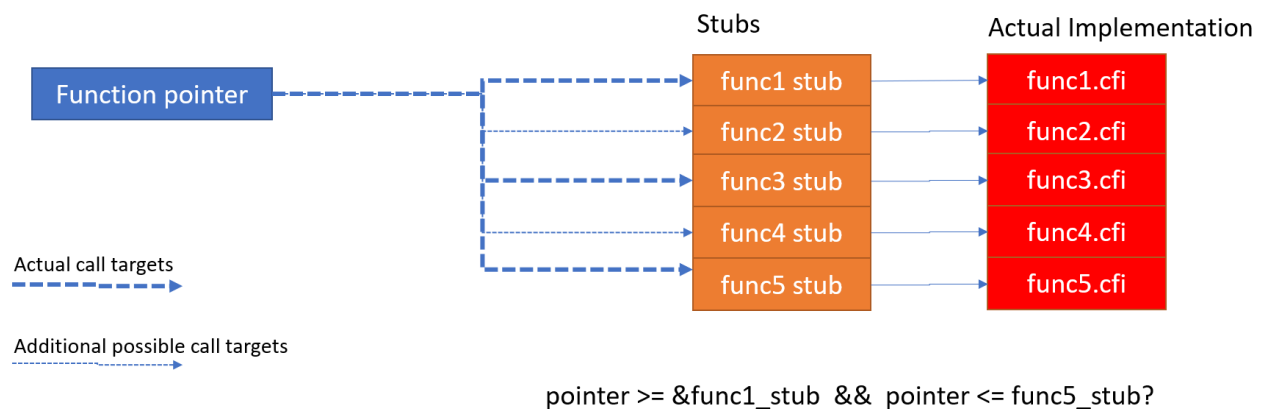 Stubs
Actual Implementation
Function pointer
func1 stub
func1.cfi
func2 stub
func2.cfi
func3 stub
func3.cfi
func4 stub
func4.cfi
func5 stub
func5.cfi
Actual call targets
Additional possible call targets
pointer >= &func1_stub && pointer <= func5_stub?